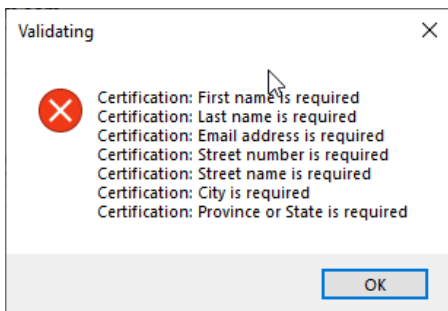 Validating
Certification: First name is required
Certification: Last name is required
Certification: Email address is required
Certification: Street number is required
Certification: Street name is required
Certification: City is required
Certification: Province or State is required
OK